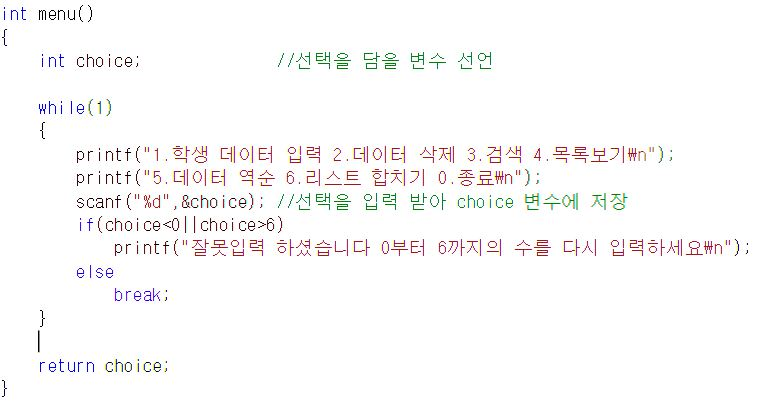 int menu()
{
    int choice;              //선택을 담을 변수 선언
    while(1)
    {
        printf("1.학생 데이터 입력 2.데이터 삭제 3.검색 4.목록보기₩n");
        printf("5.데이터 역순 6.리스트 합치기 0.종료₩n");
        scanf("%d",&choice); //선택을 입력 받아 choice 변수에 저장
        if(choice<0||choice>6)
            printf("잘못입력 하셨습니다 0부터 6까지의 수를 다시 입력하세요₩n");
        else
            break;
    }
    return choice;
}